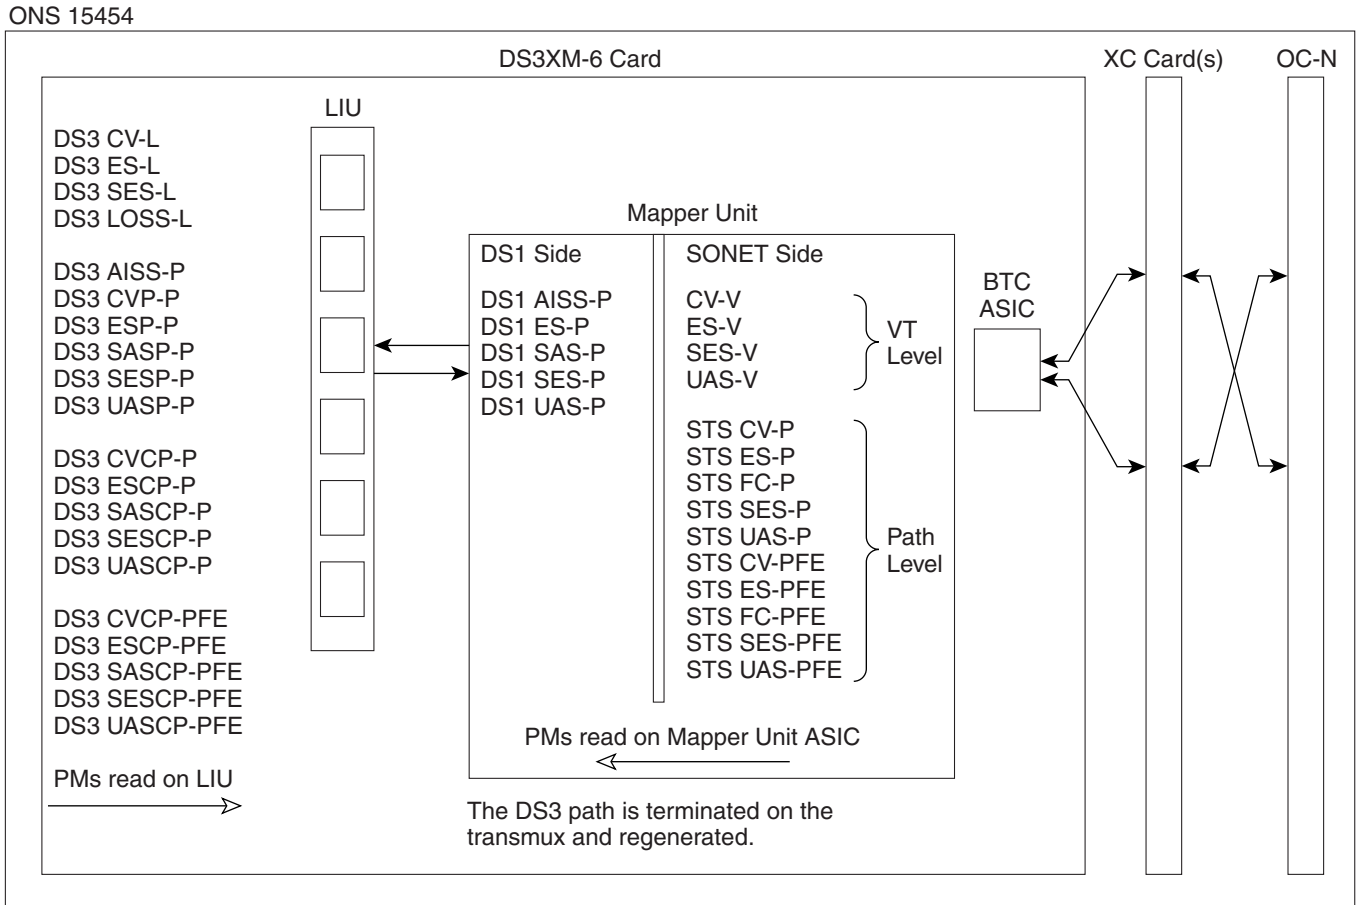 ONS 15454
DS3XM-6 Card
XC Card(s)
OC-N
LIU
DS3 CV-L
DS3 ES-L
DS3 SES-L
DS3 LOSS-L
DS3 AISS-P
DS3 CVP-P
DS3 ESP-P
DS3 SASP-P
DS3 SESP-P
DS3 UASP-P
DS3 CVCP-P
DS3 ESCP-P
DS3 SASCP-P
DS3 SESCP-P
DS3 UASCP-P
DS3 CVCP-PFE
DS3 ESCP-PFE
DS3 SASCP-PFE
DS3 SESCP-PFE
DS3 UASCP-PFE
PMs read on LIU
Mapper Unit
DS1 Side
DS1 AISS-P
DS1 ES-P
DS1 SAS-P
DS1 SES-P
DS1 UAS-P
SONET Side
CV-V
ES-V
SES-V
UAS-V
VT
Level
STS CV-P
STS ES-P
STS FC-P
STS SES-P
STS UAS-P
STS CV-PFE
STS ES-PFE
STS FC-PFE
STS SES-PFE
STS UAS-PFE
Path
Level
PMs read on Mapper Unit ASIC
The DS3 path is terminated on the
transmux and regenerated.
BTC
ASIC